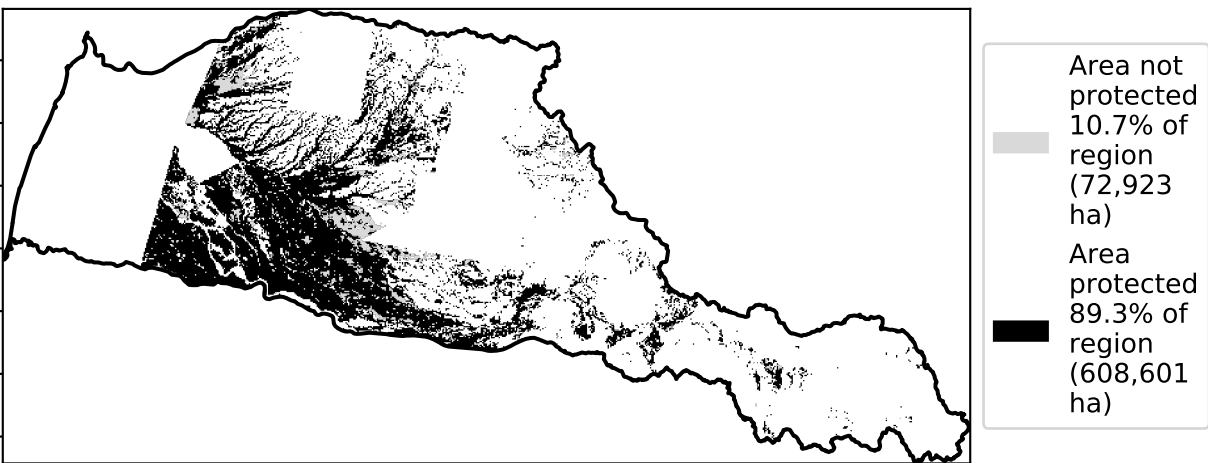 Area not
protected
10.7% of
region
(72,923
ha)
Area
protected
89.3% of
region
(608,601
ha)